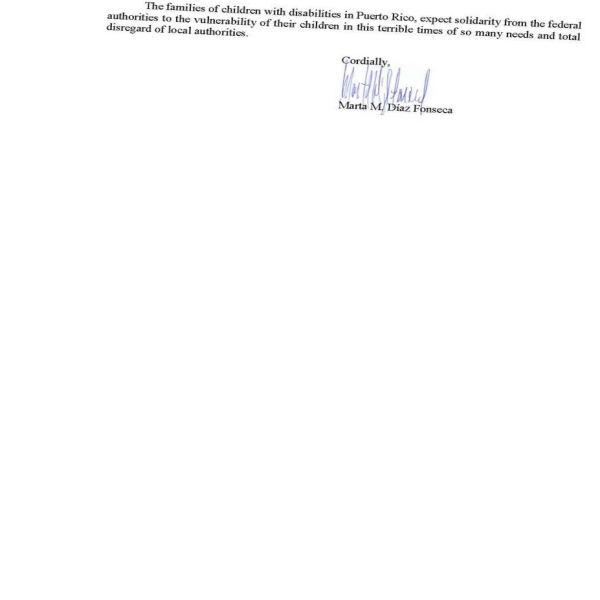 The families of children with disabilities in Puerto Rico, expect solidarity from the federal
authorities to the vulnerability of their children in this terrible times of so many needs and total
disregard of local authorities.
Cordially,
Marta M. Díaz Fonseca